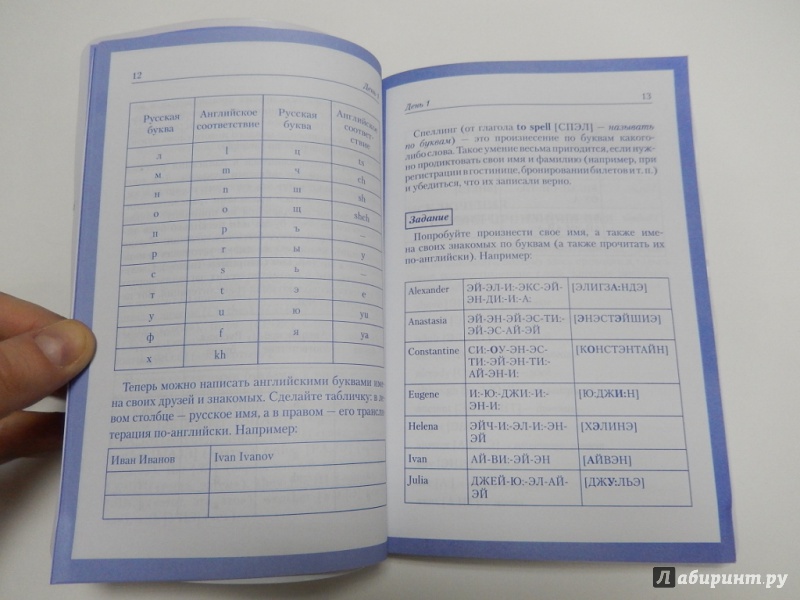 12
День 1
Русская буква Английское соответствие Русская буква Английское соответ- ствие
л l ц tx
м m ч ch
н n ш sh
о o щ shch
п p ъ –
р r ы y
с s ь –
т t э e
у u ю yu
ф f я ya
х kh
Теперь можно написать английскими буквами име-
на своих друзей и знакомых. Сделайте табличку: в ле-
вом столбце — русское имя, а в правом — его трансли-
терация по-английски. Например:
Иван Иванов Ivan Ivanov
День 1
13
Спеллинг (от глагола to spell [СПЭЛ] — называть
по буквам) — это произнесение по буквам какого-
либо слова. Такое умение весьма пригодится, если нуж-
но продиктовать свои имя и фамилию (например, при
регистрации в гостинице, бронировании билетов и т. п.)
и убедиться, что их записали верно.
Задание
Попробуйте произнести свое имя, а также име-
на своих знакомых по буквам (а также прочитать их
по-английски). Например:
Alexander ЭЙ-ЭЛ-И:-ЭКС-ЭЙ- [ЭЛИГЗА:НДЭ]
ЭН-ДИ:-И:-А:
Anastasia ЭЙ-ЭН-ЭЙ-ЭС-ТИ:- [ЭНЭСТЭЙШИЭ]
ЭЙ-ЭС-АЙ-ЭЙ
Constantine СИ:-ОУ-ЭН-ЭС- [КОНСТЭНТАЙН]
ТИ:-ЭЙ-ЭН-ТИ:-
АЙ-ЭН-И:
Eugene И:-Ю:-ДЖИ:-И:- [Ю:ДЖИ:Н]
ЭН-И:
Helena ЭЙЧ-И:-ЭЛ-И:-ЭН- [ХЭЛИНЭ]
ЭЙ
Ivan АЙ-ВИ:-ЭЙ-ЭН [АЙВЭН]
Julia ДЖЕЙ-Ю:-ЭЛ-АЙ- [ДЖУ:ЛЬЭ]
ЭЙ
Лабиринт.ру